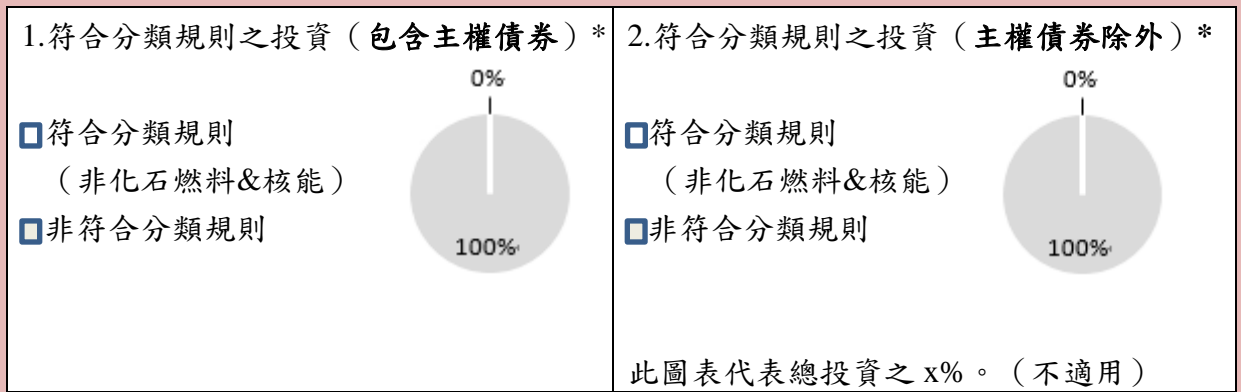 1.符合分類規則之投資（包含主權債券）*
0%
□符合分類規則
（非化石燃料&核能）
□非符合分類規則
100%
2.符合分類規則之投資（主權債券除外）*
0%
□符合分類規則
（非化石燃料&核能）
□非符合分類規則
100%
此圖表代表總投資之 x%。（不適用）